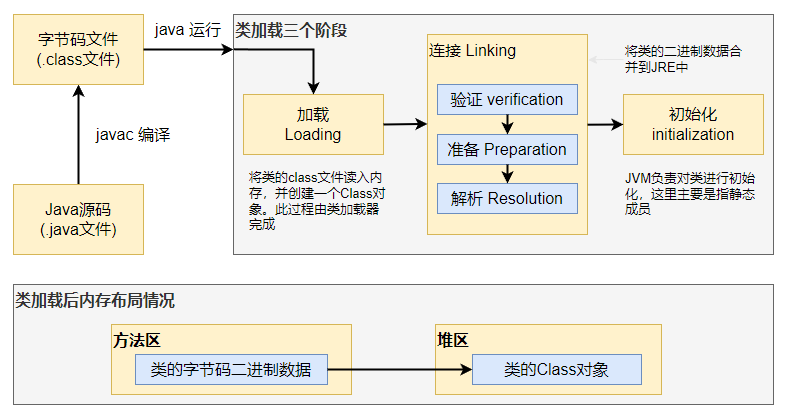 字节码文件
(.class文件)
java 运行
javac 编译
Java源码
(.java文件)
类加载三个阶段
加载
Loading
将类的class文件读入内
存，并创建一个Class对
象。此过程由类加载器
完成
连接 Linking
验证 verification
准备 Preparation
解析 Resolution
将类的二进制数据合
并到JRE中
初始化
initialization
JVM负责对类进行初始
化，这里主要是指静态
成员
类加载后内存布局情况
方法区
类的字节码二进制数据
堆区
类的Class对象